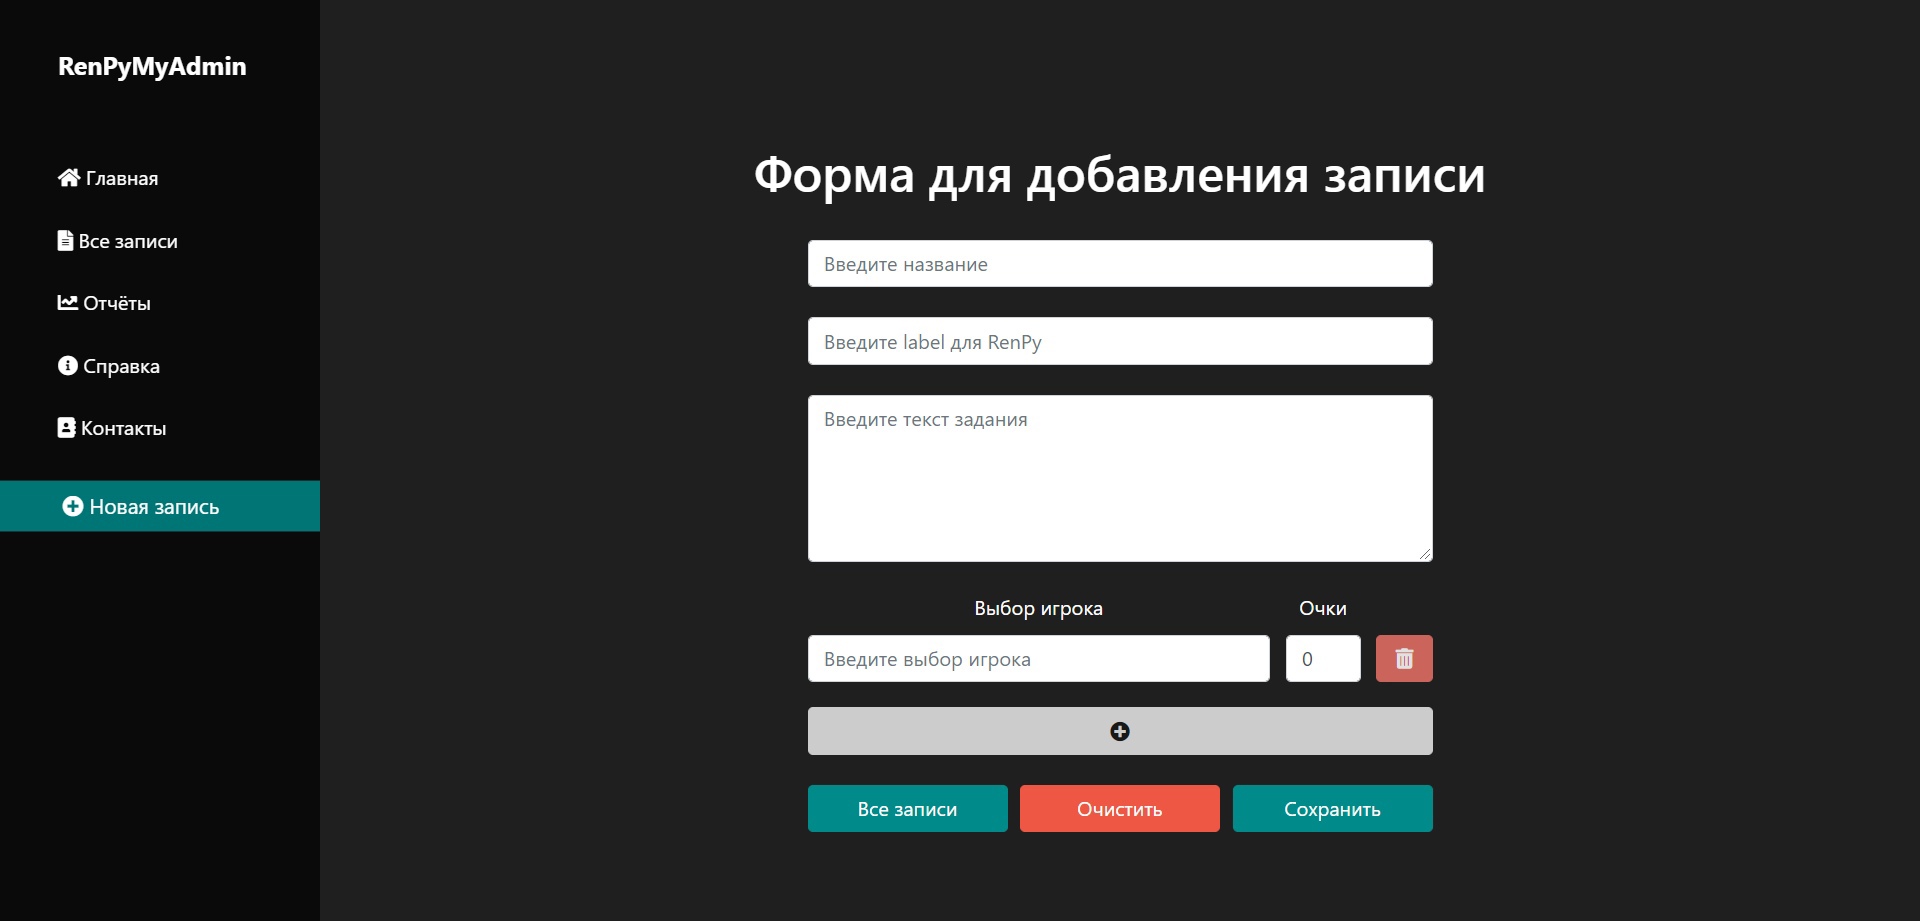 RenPyMyAdmin
Главная
Все записи
Отчёты
Справка
Контакты
Новая запись
Форма для добавления записи
Введите название
Введите label для RenPy
Введите текст задания
Выбор игрока
Очки
Введите выбор игрока
0
Все записи
Очистить
Сохранить